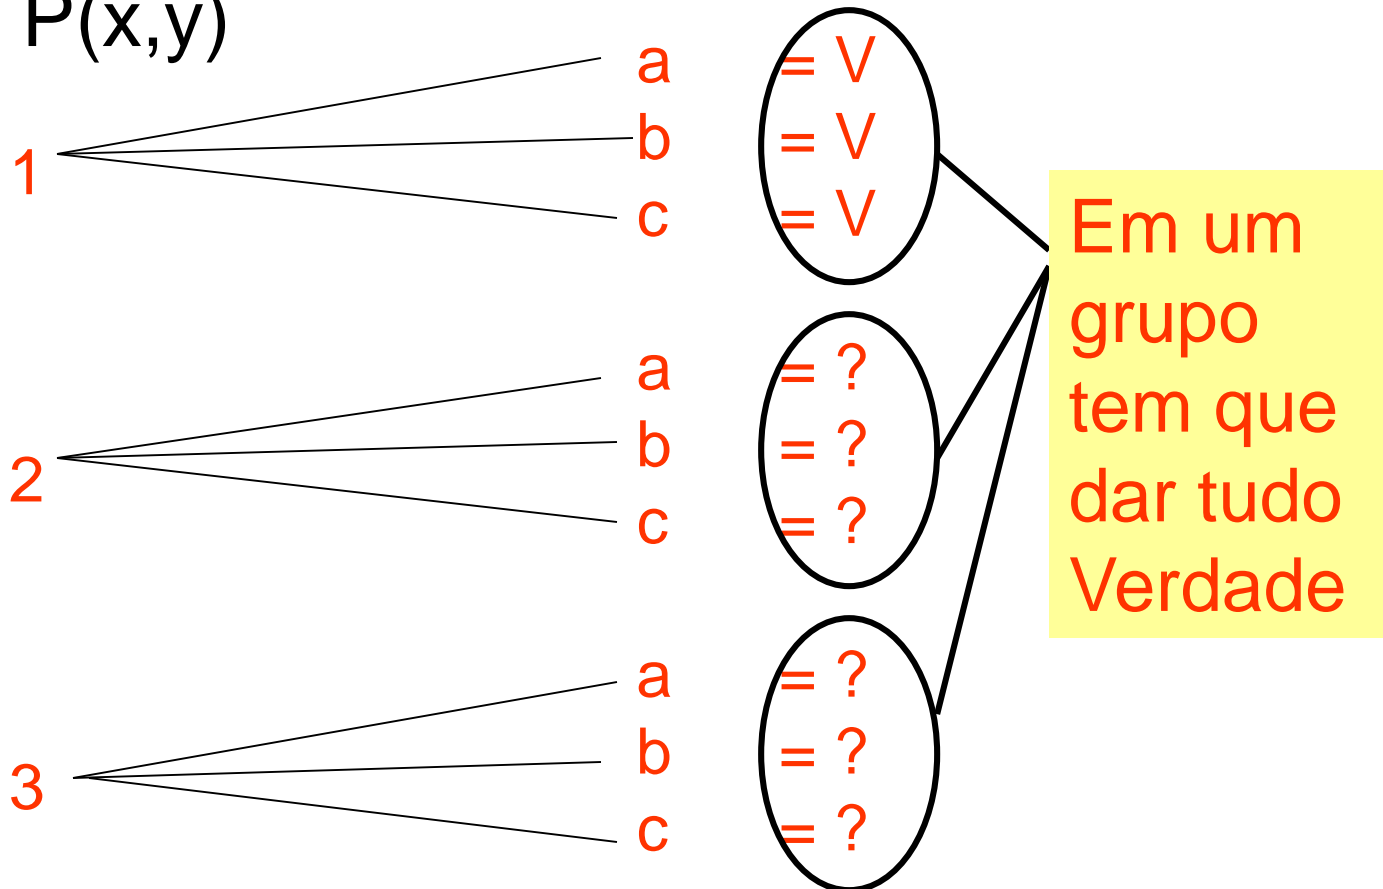 P(x,y)
a = V
1 b = V
c = V
a = ?
2 b = ?
c = ?
a = ?
3 b = ?
c = ?
Em um
grupo
tem que
dar tudo
Verdade